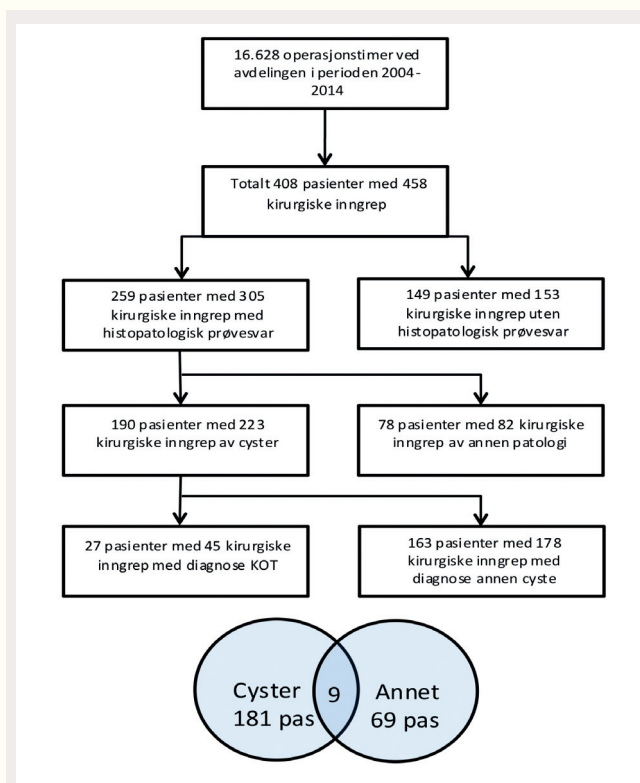 16.628 operasjonstimer ved
avdelingen i perioden 2004-
2014
Totalt 408 pasienter med 458
kirurgiske inngrep
259 pasienter med 305
kirurgiske inngrep med
histopatologisk prøvesvar
149 pasienter med 153
kirurgiske inngrep uten
histopatologisk prøvesvar
190 pasienter med 223
kirurgiske inngrep av cyster
78 pasienter med 82 kirurgiske
inngrep av annen patologi
27 pasienter med 45 kirurgiske
inngrep med diagnose KOT
163 pasienter med 178
kirurgiske inngrep med
diagnose annen cyste
Cyster
181 pas
9
Annet
69 pas